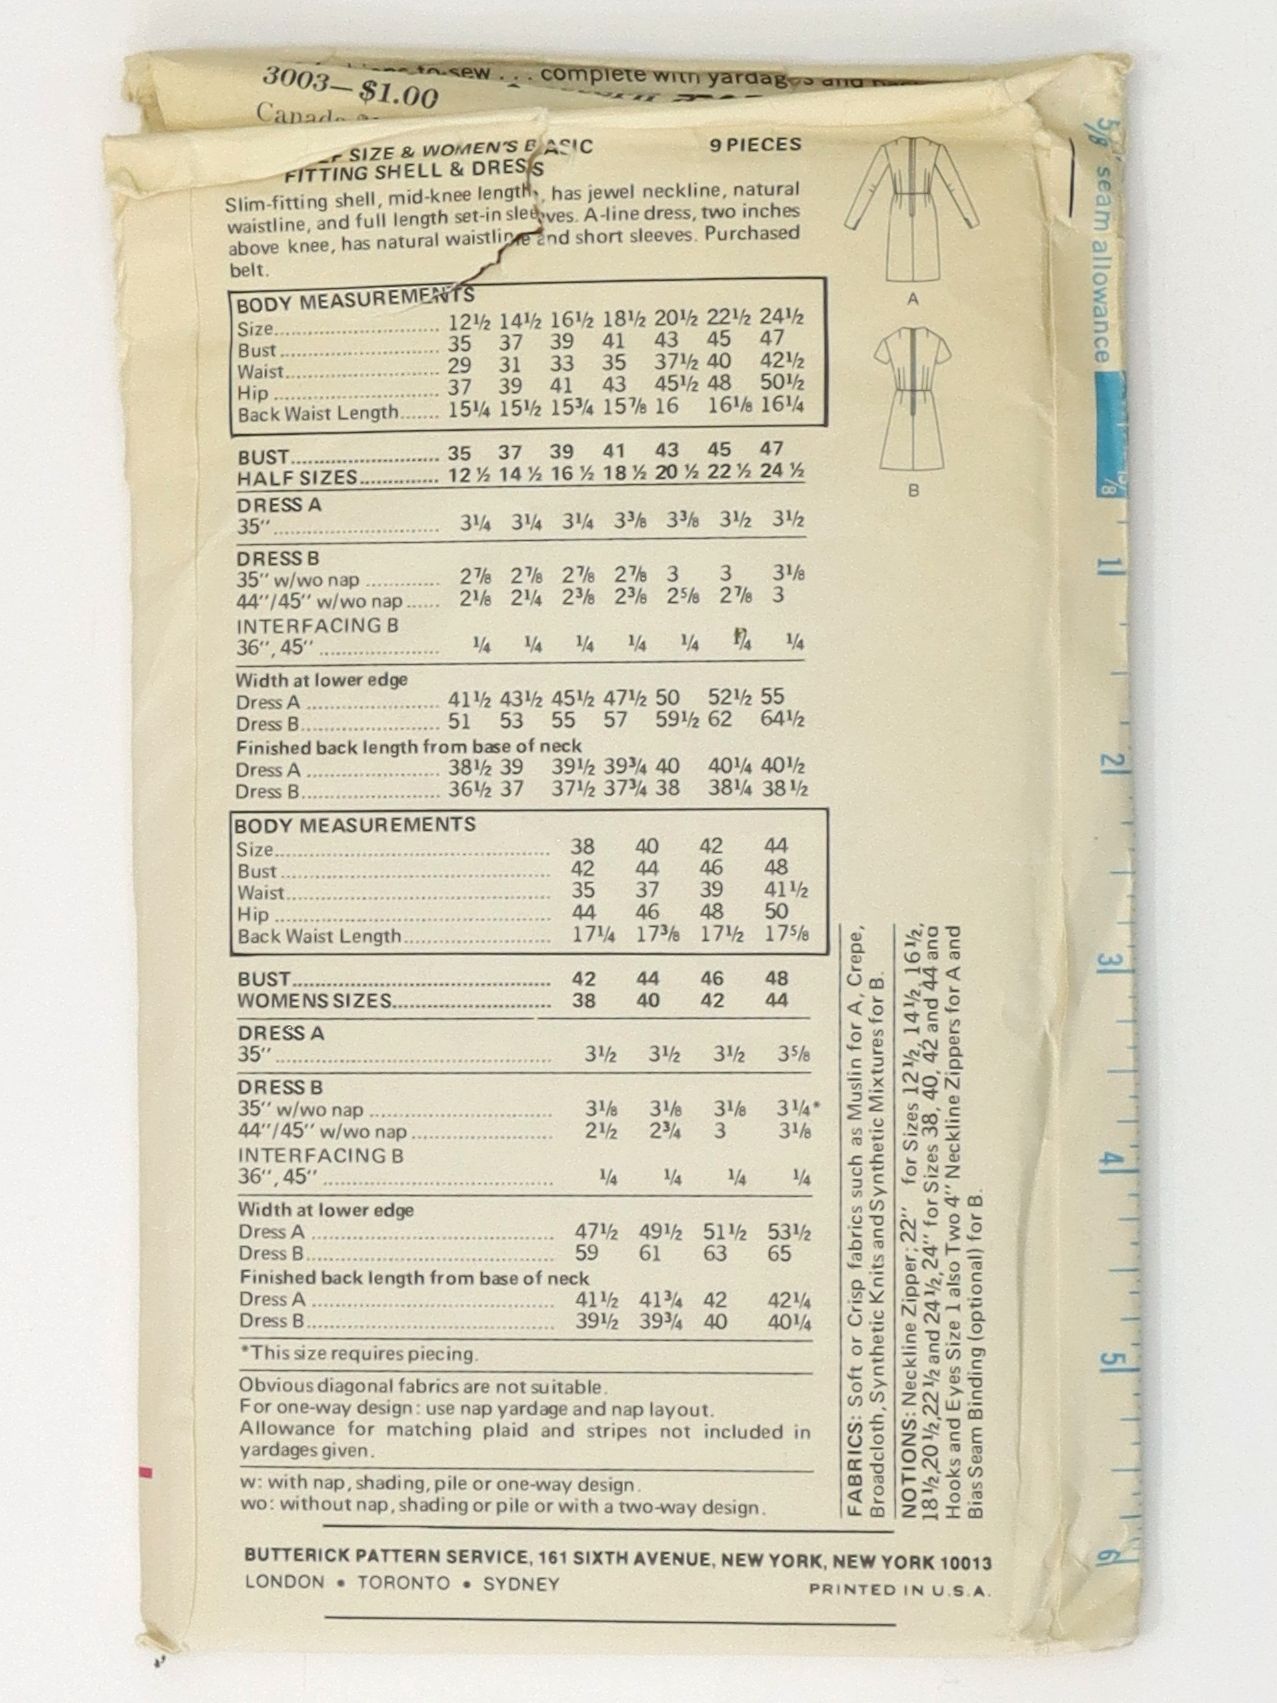 to-sew... complete with yardag
3003—$1.00
SIZE & WOMEN'S BASIC 9 PIECES
FITTING SHELL & DRESS
Slim-fitting shell, mid-knee length, has jewel neckline, natural
waistline, and full length set-in sleeves. A-line dress, two inches
above knee, has natural waistline and short sleeves. Purchased
belt.
BODY MEASUREMENTS
Size 12½ 14½ 16½ 18½ 20½ 22½ 24½
Bust 35 37 39 41 43 45 47
Waist 29 31 33 35 37½ 40 42½
Hip 37 39 41 43 45½ 48 50½
Back Waist Length 15¼ 15½ 15¾ 15⅞ 16 16⅛ 16¼
BUST 35 37 39 41 43 45 47
HALF SIZES 12 ½ 14 ½ 16 ½ 18 ½ 20 ½ 22 ½ 24 ½
DRESS A
35'' 3¼ 3¼ 3¼ 3⅜ 3⅜ 3½ 3½
DRESS B
35'' w/wo nap 2⅞ 2⅞ 2⅞ 2⅞ 3 3 3⅛
44''/45'' w/wo nap 2⅛ 2¼ 2⅜ 2⅜ 2⅝ 2⅞ 3
INTERFACING B
36'', 45'' ¼ ¼ ¼ ¼ ¼ ¼ ¼
Width at lower edge
Dress A 41½ 43½ 45½ 47½ 50 52½ 55
Dress B 51 53 55 57 59½ 62 64½
Finished back length from base of neck
Dress A 38½ 39 39½ 39¾ 40 40¼ 40½
Dress B 36½ 37 37½ 37¾ 38 38¼ 38½
BODY MEASUREMENTS
Size 38 40 42 44
Bust 42 44 46 48
Waist 35 37 39 41½
Hip 44 46 48 50
Back Waist Length 17¼ 17⅜ 17½ 17⅝
BUST 42 44 46 48
WOMENS SIZES 38 40 42 44
DRESS A
35'' 3½ 3½ 3½ 3⅝
DRESS B
35'' w/wo nap 3⅛ 3⅛ 3⅛ 3¼*
44''/45'' w/wo nap 2½ 2¾ 3 3⅛
INTERFACING B
36'', 45'' ¼ ¼ ¼ ¼
Width at lower edge
Dress A 47½ 49½ 51½ 53½
Dress B 59 61 63 65
Finished back length from base of neck
Dress A 41½ 41¾ 42 42¼
Dress B 39½ 39¾ 40 40¼
*This size requires piecing.
Obvious diagonal fabrics are not suitable.
For one-way design: use nap yardage and nap layout.
Allowance for matching plaid and stripes not included in
yardages given.
w: with nap, shading, pile or one-way design.
wo: without nap, shading or pile or with a two-way design.
BUTTERICK PATTERN SERVICE, 161 SIXTH AVENUE, NEW YORK, NEW YORK 10013
LONDON • TORONTO • SYDNEY PRINTED IN U.S.A.
A
B
FABRICS: Soft or Crisp fabrics such as Muslin for A, Crepe,
Broadcloth, Synthetic Knits and Synthetic Mixtures for B.
NOTIONS: Neckline Zipper; 22'' for Sizes 12½, 14½, 16½,
18½, 20½, 22½ and 24½, 24'' for Sizes 38, 40, 42 and 44 and
Hooks and Eyes Size 1 also Two 4'' Neckline Zippers for A and
Bias Seam Binding (optional) for B.
⅝'' seam allowance
1
2
3
4
5
6